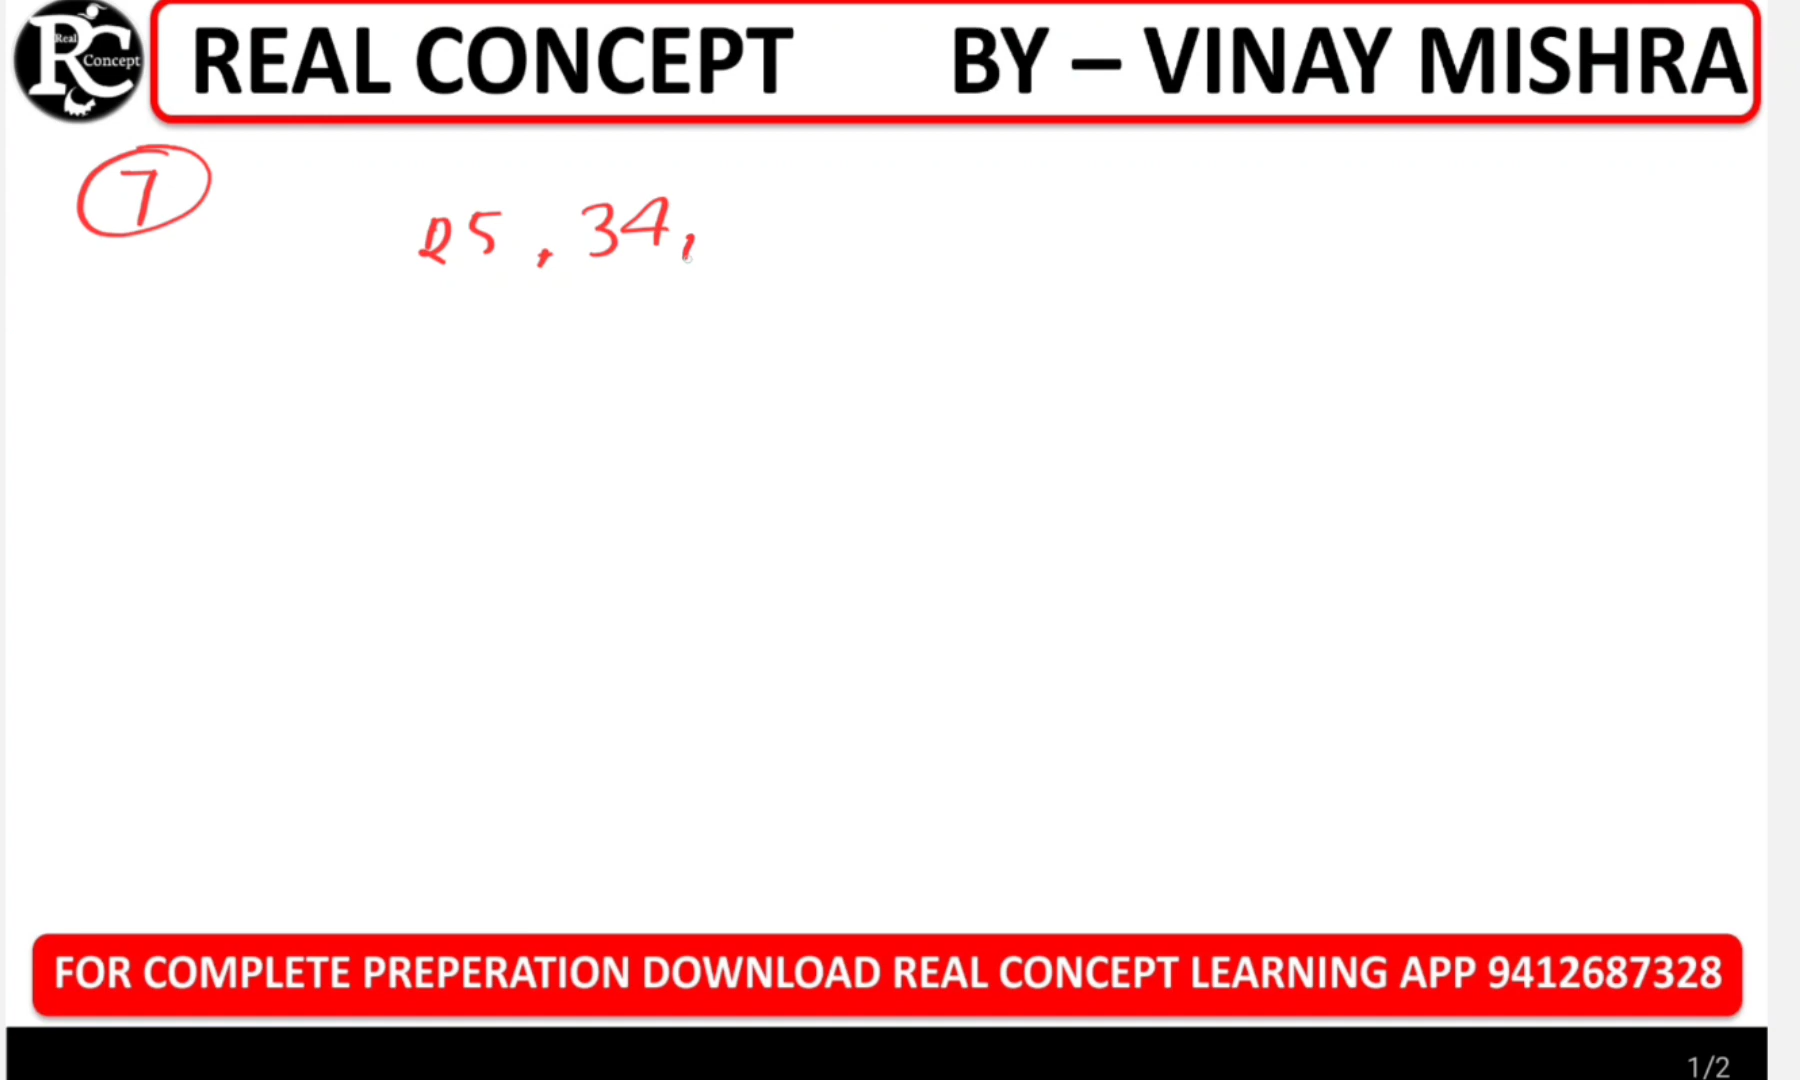 Real
Concept
REAL CONCEPT BY – VINAY MISHRA
7
25, 34,
FOR COMPLETE PREPERATION DOWNLOAD REAL CONCEPT LEARNING APP 9412687328
1/2